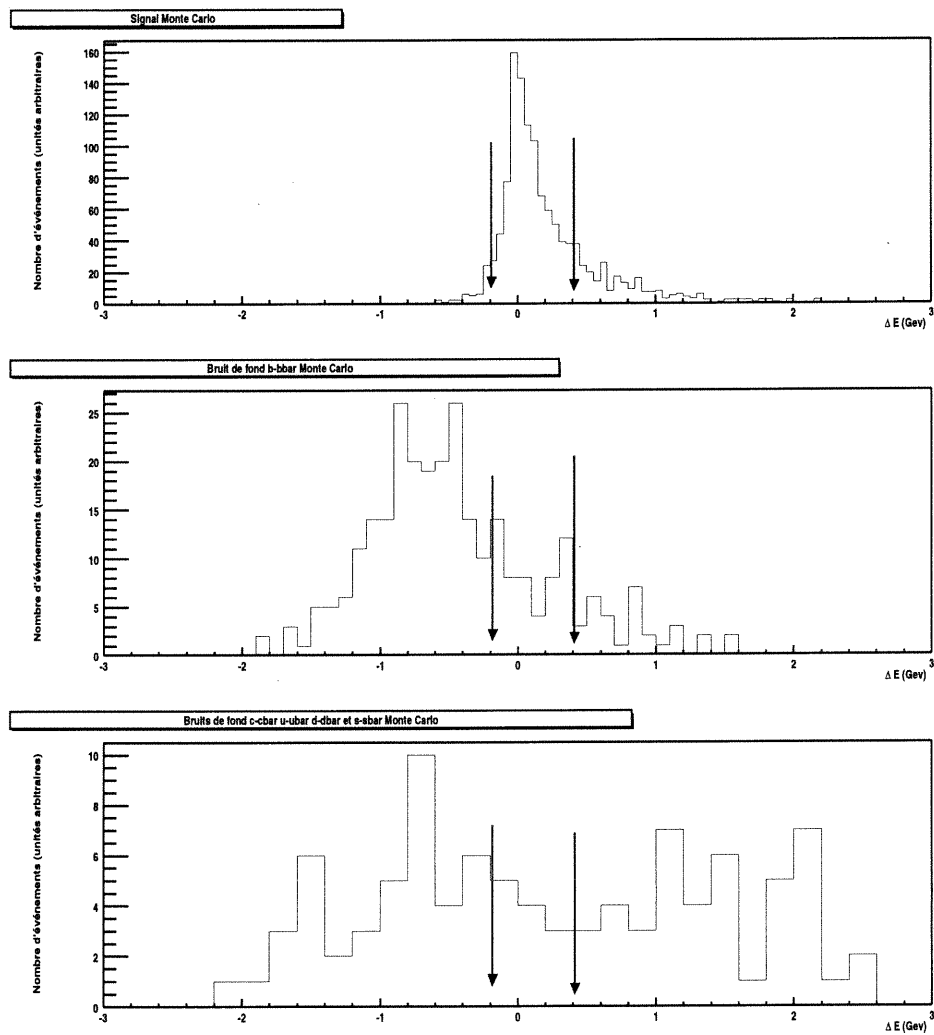 Signal Monte Carlo
Nombre d'événements (unités arbitraires)
160
140
120
100
80
60
40
20
0
-3 -2 -1 0 1 2 3
Δ E (Gev)
Bruit de fond b-bbar Monte Carlo
Nombre d'événements (unités arbitraires)
25
20
15
10
5
0
-3 -2 -1 0 1 2 3
Δ E (Gev)
Bruits de fond c-cbar u-ubar d-dbar et s-sbar Monte Carlo
Nombre d'événements (unités arbitraires)
10
8
6
4
2
0
-3 -2 -1 0 1 2 3
Δ E (Gev)